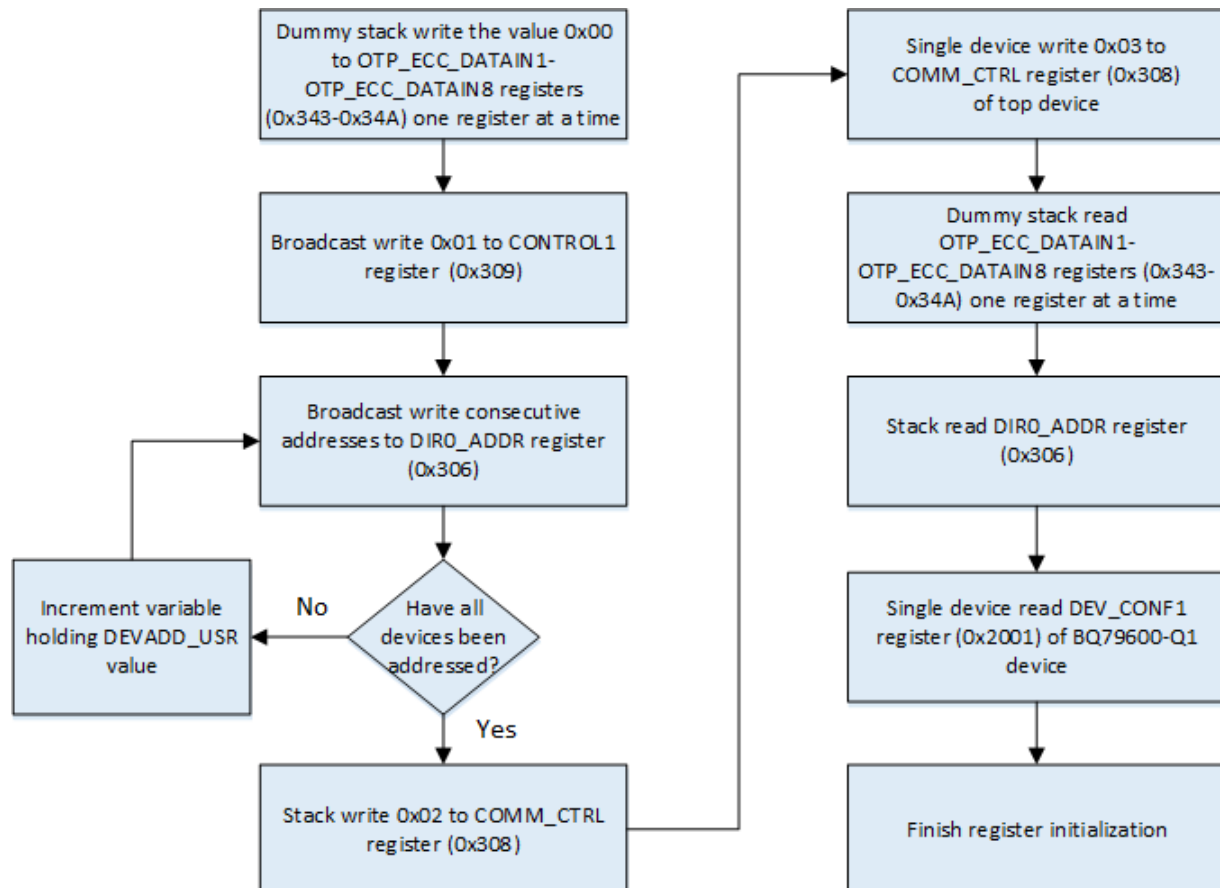 Dummy stack write the value 0x00
to OTP_ECC_DATAIN1-
OTP_ECC_DATAIN8 registers
(0x343-0x34A) one register at a time
Broadcast write 0x01 to CONTROL1
register (0x309)
Broadcast write consecutive
addresses to DIR0_ADDR register
(0x306)
Have all
devices been
addressed?
No
Increment variable
holding DEVADD_USR
value
Yes
Stack write 0x02 to COMM_CTRL
register (0x308)
Single device write 0x03 to
COMM_CTRL register (0x308)
of top device
Dummy stack read
OTP_ECC_DATAIN1-
OTP_ECC_DATAIN8 registers (0x343-
0x34A) one register at a time
Stack read DIR0_ADDR register
(0x306)
Single device read DEV_CONF1
register (0x2001) of BQ79600-Q1
device
Finish register initialization